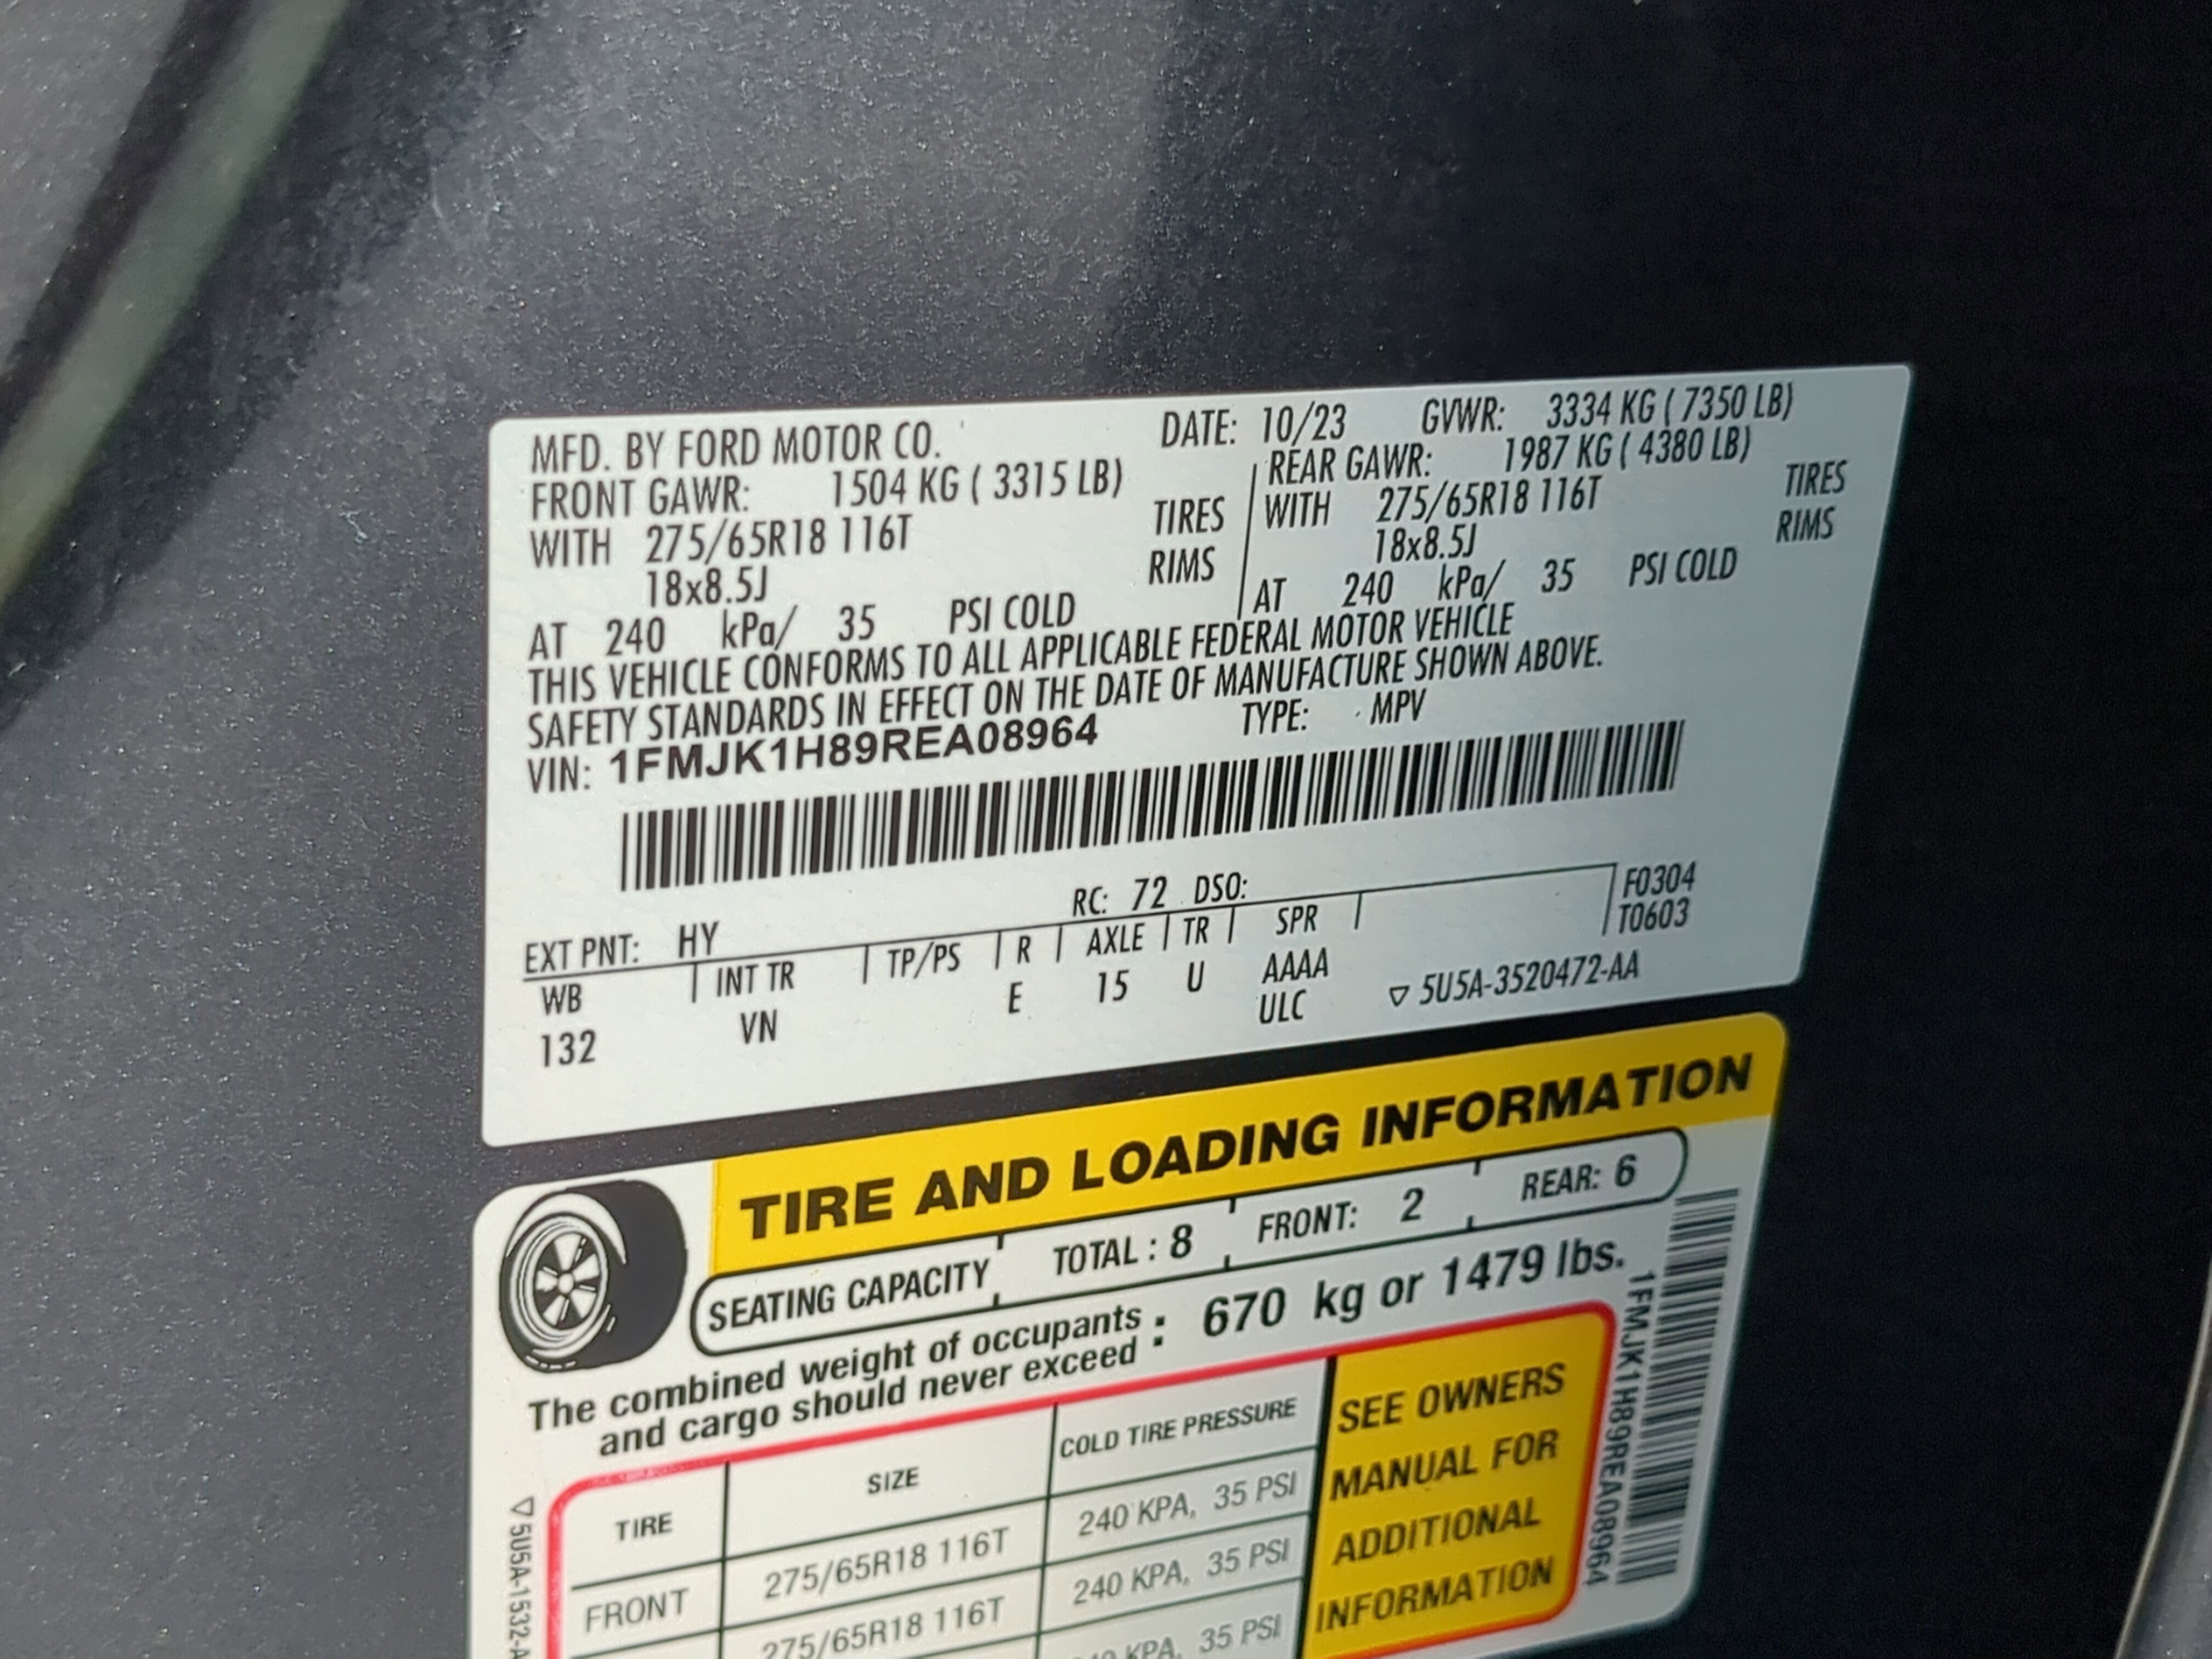 MFD. BY FORD MOTOR CO. DATE: 10/23 GVWR: 3334 KG ( 7350 LB)
FRONT GAWR: 1504 KG ( 3315 LB) REAR GAWR: 1987 KG ( 4380 LB)
WITH 275/65R18 116T TIRES WITH 275/65R18 116T TIRES
18x8.5J RIMS 18x8.5J RIMS
AT 240 kPa/ 35 PSI COLD AT 240 kPa/ 35 PSI COLD
THIS VEHICLE CONFORMS TO ALL APPLICABLE FEDERAL MOTOR VEHICLE
SAFETY STANDARDS IN EFFECT ON THE DATE OF MANUFACTURE SHOWN ABOVE.
VIN: 1FMJK1H89REA08964 TYPE: MPV
EXT PNT: HY RC: 72 DSO: F0304
WB INT TR TP/PS R AXLE TR SPR T0603
132 VN E 15 U AAAA
ULC ▽ 5U5A-3520472-AA
TIRE AND LOADING INFORMATION
SEATING CAPACITY TOTAL : 8 FRONT: 2 REAR: 6
The combined weight of occupants
and cargo should never exceed : 670 kg or 1479 lbs.
TIRE SIZE COLD TIRE PRESSURE
FRONT 275/65R18 116T 240 KPA, 35 PSI
275/65R18 116T 240 KPA, 35 PSI
KPA, 35 PSI
SEE OWNERS
MANUAL FOR
ADDITIONAL
INFORMATION
1FMJK1H89REA08964
▽ 5U5A-1532-A